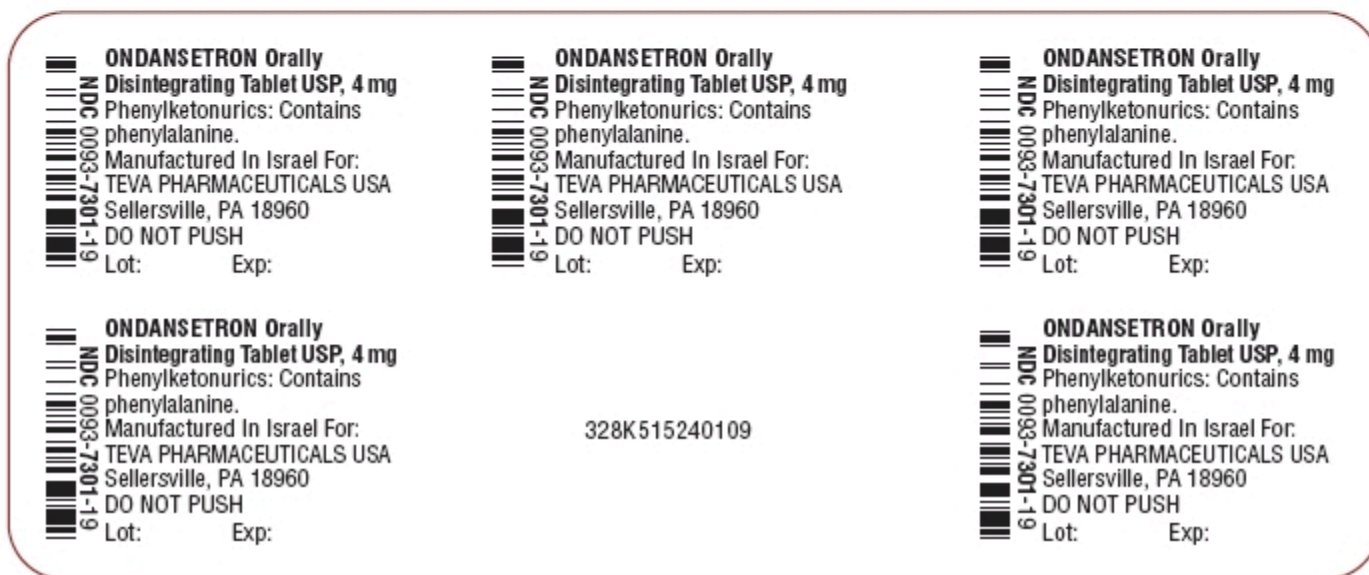 ONDANSETRON Orally
Disintegrating Tablet USP, 4 mg
Phenylketonurics: Contains
phenylalanine.
Manufactured In Israel For:
TEVA PHARMACEUTICALS USA
Sellersville, PA 18960
DO NOT PUSH
Lot: Exp:
NDC 0093-7301-19
ONDANSETRON Orally
Disintegrating Tablet USP, 4 mg
Phenylketonurics: Contains
phenylalanine.
Manufactured In Israel For:
TEVA PHARMACEUTICALS USA
Sellersville, PA 18960
DO NOT PUSH
Lot: Exp:
NDC 0093-7301-19
ONDANSETRON Orally
Disintegrating Tablet USP, 4 mg
Phenylketonurics: Contains
phenylalanine.
Manufactured In Israel For:
TEVA PHARMACEUTICALS USA
Sellersville, PA 18960
DO NOT PUSH
Lot: Exp:
NDC 0093-7301-19
ONDANSETRON Orally
Disintegrating Tablet USP, 4 mg
Phenylketonurics: Contains
phenylalanine.
Manufactured In Israel For:
TEVA PHARMACEUTICALS USA
Sellersville, PA 18960
DO NOT PUSH
Lot: Exp:
NDC 0093-7301-19
328K515240109
ONDANSETRON Orally
Disintegrating Tablet USP, 4 mg
Phenylketonurics: Contains
phenylalanine.
Manufactured In Israel For:
TEVA PHARMACEUTICALS USA
Sellersville, PA 18960
DO NOT PUSH
Lot: Exp:
NDC 0093-7301-19